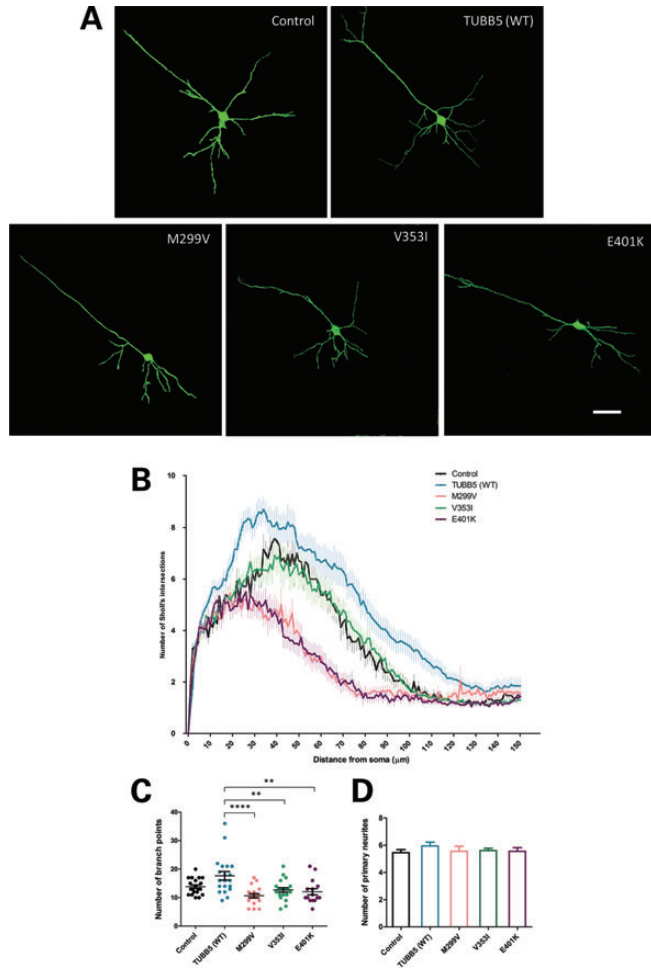 A
Control
TUBB5 (WT)
M299V
V353I
E401K
B
10
8
6
4
2
0
Number of Sholl's intersections
0 10 20 30 40 50 60 70 80 90 100 110 120 130 140 150
Distance from soma (μm)
Control
TUBB5 (WT)
M299V
V353I
E401K
C
**
**
****
40
30
20
10
0
Number of branch points
Control TUBB5 (WT) M299V V353I E401K
D
8
6
4
2
0
Number of primary neurites
Control TUBB5 (WT) M299V V353I E401K